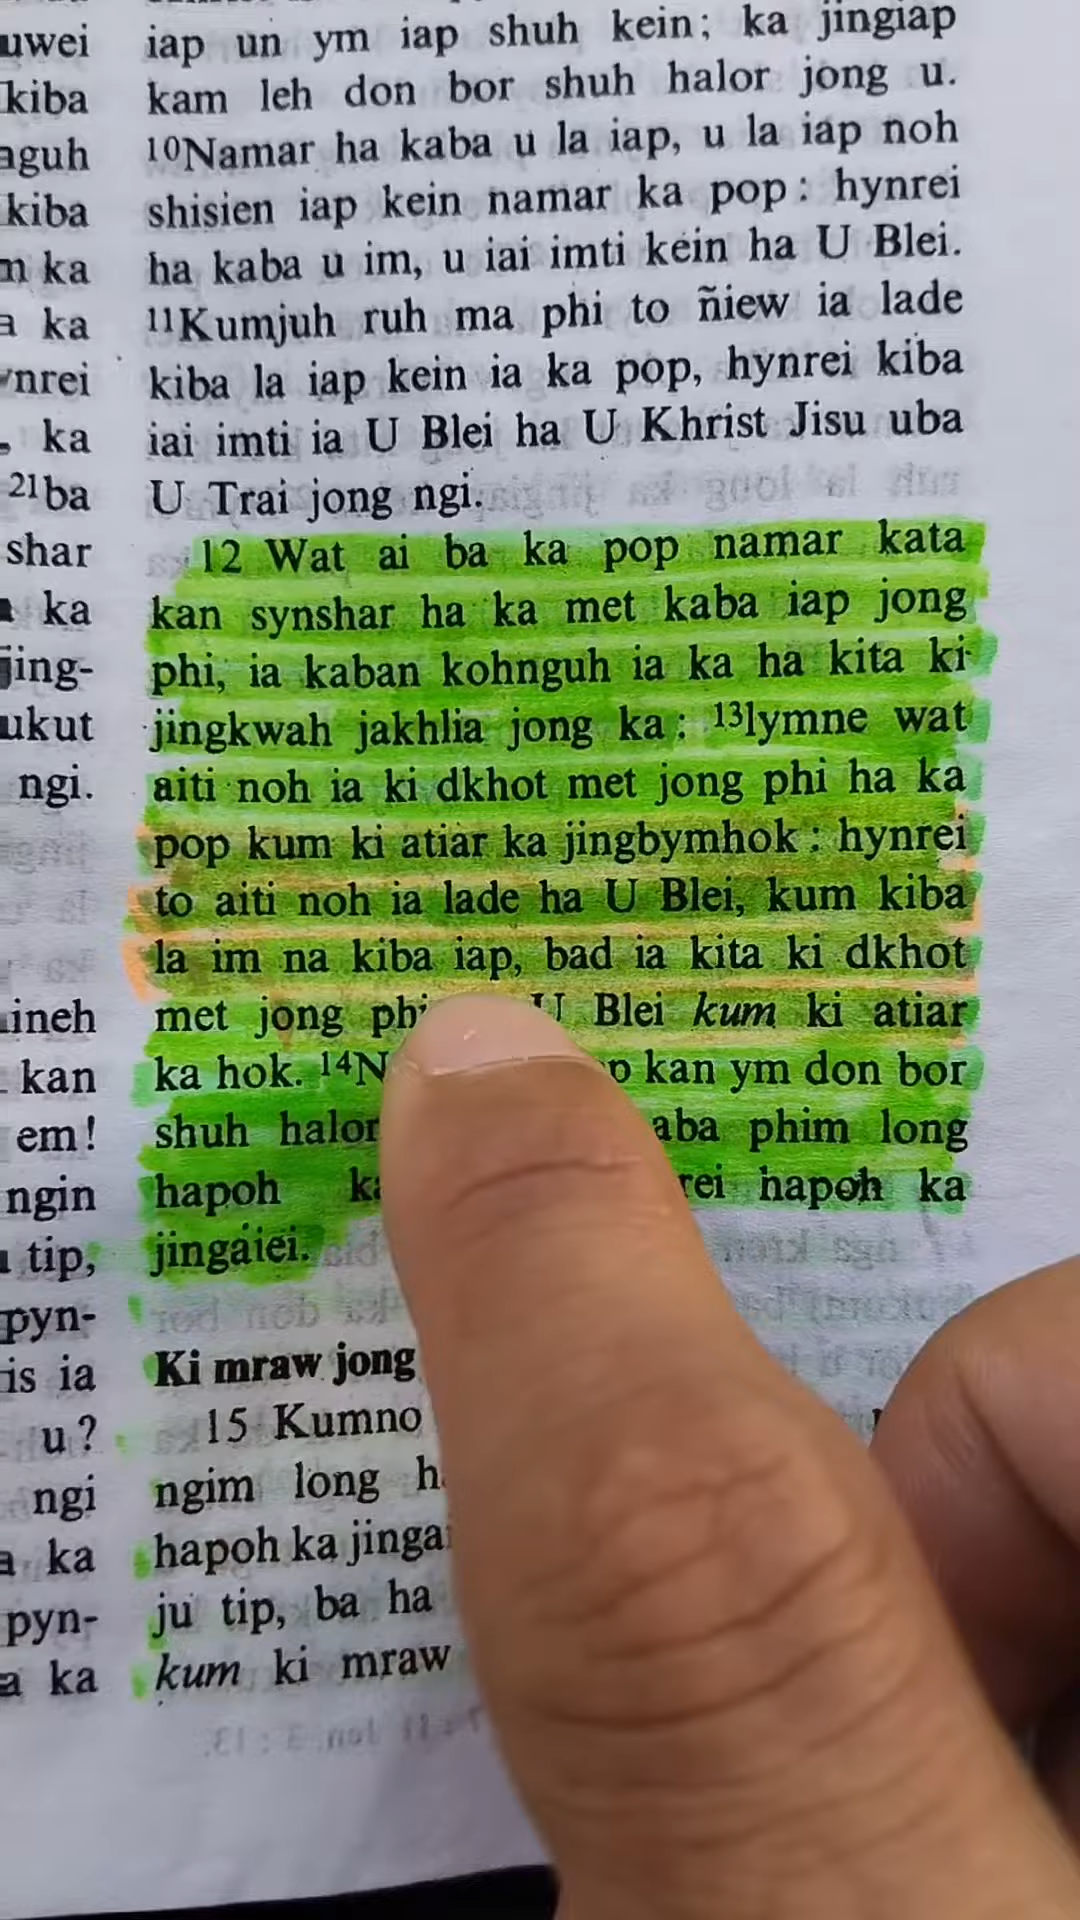 uwei
kiba
aguh
kiba
ka
ka
nrei
ka
21ba
shar
ka
jing-
ukut
ngi.
ineh
kan
em!
ngin
tip,
pyn-
is ia
u?
ngi
ka
pyn-
a ka
iap un ym iap shuh kein; ka jingiap
kam leh don bor shuh halor jong u.
10Namar ha kaba u la iap, u la iap noh
shisien iap kein namar ka pop: hynrei
ha kaba u im, u iai imti kein ha U Blei.
11Kumjuh ruh ma phi to ñiew ia lade
kiba la iap kein ia ka pop, hynrei kiba
iai imti ia U Blei ha U Khrist Jisu uba
U Trai jong ngi.
12 Wat ai ba ka pop namar kata
kan synshar ha ka met kaba iap jong
phi, ia kaban kohnguh ia ka ha kita ki
jingkwah jakhlia jong ka: 13lymne wat
aiti noh ia ki dkhot met jong phi ha ka
pop kum ki atiar ka jingbymhok: hynrei
to aiti noh ia lade ha U Blei, kum kiba
la im na kiba iap, bad ia kita ki dkhot
met jong phi U Blei kum ki atiar
ka hok. 14N kan ym don bor
shuh halor aba phim long
hapoh hapoh ka
jingaiei.
Ki mraw jong
15 Kumno
ngim long
hapoh ka
ju tip, ba ha
kum ki mraw